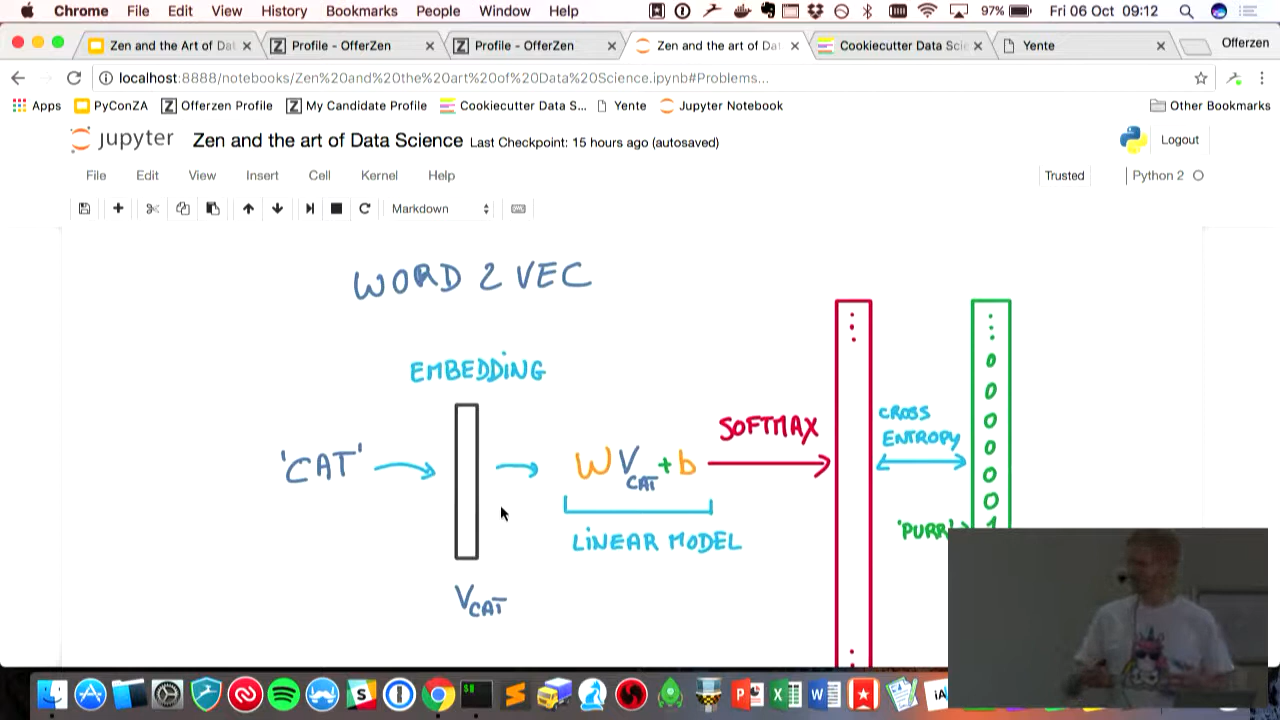 Chrome File Edit View History Bookmarks People Window Help 97% Fri 06 Oct 09:12
Zen and the Art of Dat Profile - OfferZen Profile - OfferZen Zen and the art of Dat Cookiecutter Data Scie Yente Offerzen
localhost:8888/notebooks/Zen%20and%20the%20art%20of%20Data%20Science.ipynb#Problems...
Apps PyConZA Offerzen Profile My Candidate Profile Cookiecutter Data S... Yente Jupyter Notebook Other Bookmarks
jupyter Zen and the art of Data Science Last Checkpoint: 15 hours ago (autosaved) Logout
File Edit View Insert Cell Kernel Help Trusted Python 2
Markdown
WORD 2 VEC
EMBEDDING
'CAT'
V CAT
W V CAT + b
LINEAR MODEL
SOFTMAX
CROSS
ENTROPY
0
0
0
0
0
0
'PURR' 1